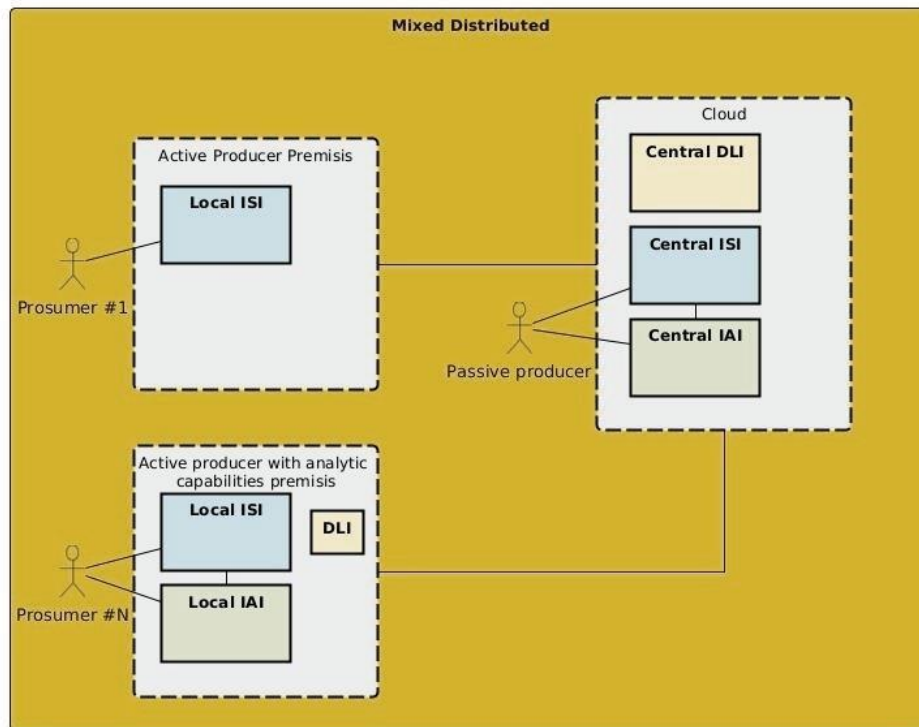 Mixed Distributed
Active Producer Premisis
Local ISI
Prosumer #1
Cloud
Central DLI
Central ISI
Central IAI
Passive producer
Active producer with analytic
capabilities premisis
Local ISI
DLI
Local IAI
Prosumer #N